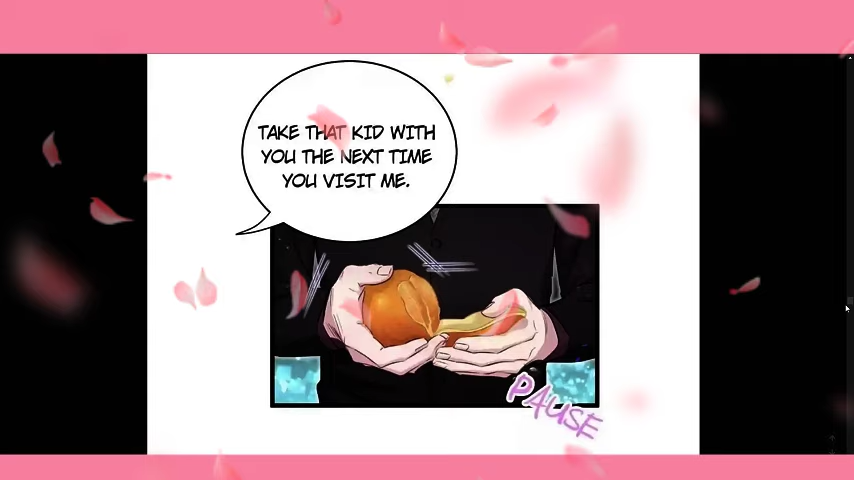 TAKE THAT KID WITH
YOU THE NEXT TIME
YOU VISIT ME.
PAUSE